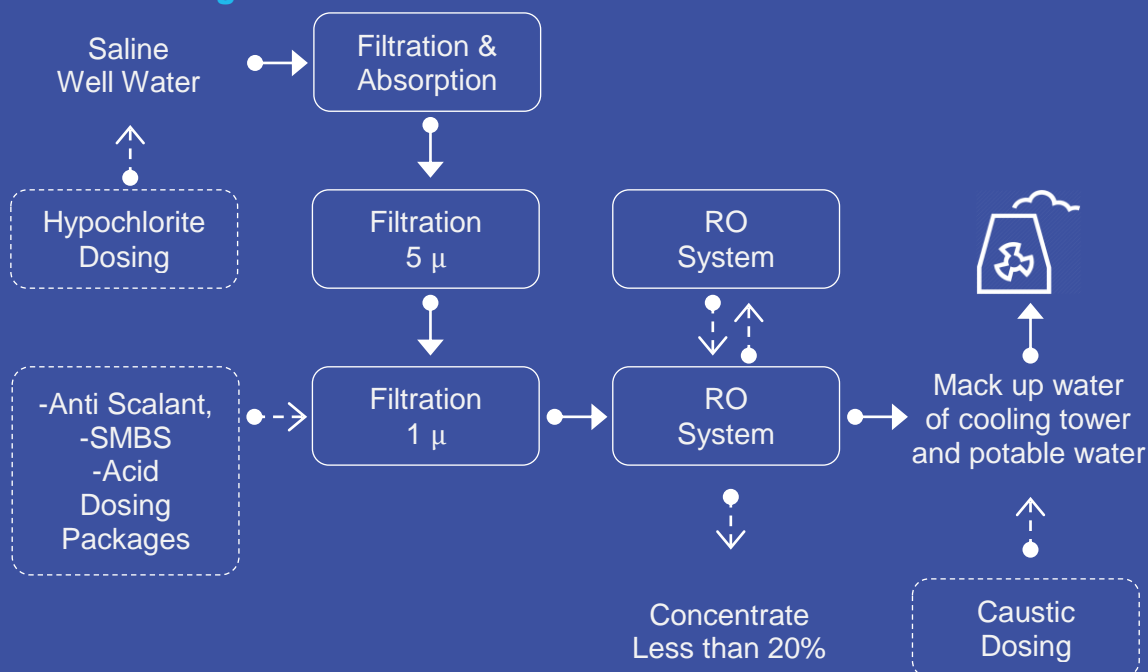 Saline
Well Water
Filtration &
Absorption
Hypochlorite
Dosing
Filtration
5 μ
RO
System
-Anti Scalant,
-SMBS
-Acid
Dosing
Packages
Filtration
1 μ
RO
System
Mack up water
of cooling tower
and potable water
Concentrate
Less than 20%
Caustic
Dosing